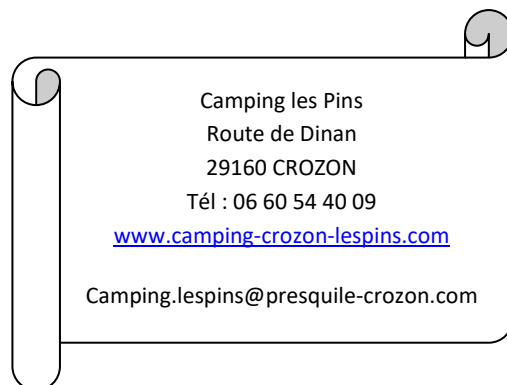 Camping les Pins
Route de Dinan
29160 CROZON
Tél : 06 60 54 40 09
www.camping-crozon-lespins.com
Camping.lespins@presquile-crozon.com